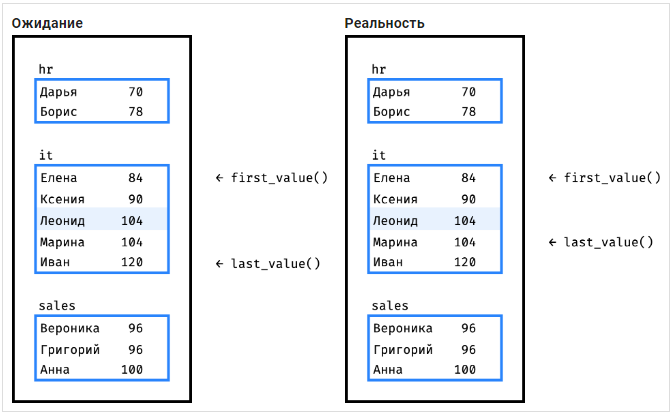 Ожидание
hr
Дарья 70
Борис 78
it
Елена 84
Ксения 90
Леонид 104
Марина 104
Иван 120
sales
Вероника 96
Григорий 96
Анна 100
← first_value()
← last_value()
Реальность
hr
Дарья 70
Борис 78
it
Елена 84
Ксения 90
Леонид 104
Марина 104
Иван 120
sales
Вероника 96
Григорий 96
Анна 100
← first_value()
← last_value()